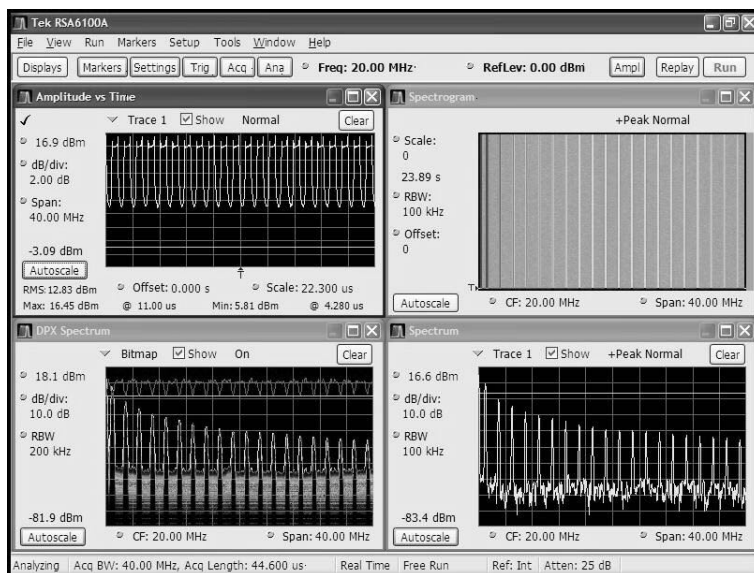 Tek RSA6100A
File View Run Markers Setup Tools Window Help
Displays Markers Settings Trig Acq Ana Freq: 20.00 MHz RefLev: 0.00 dBm Ampl Replay Run
Amplitude vs Time
✓ Trace 1 Show Normal Clear
16.9 dBm
dB/div:
2.00 dB
Span:
40.00 MHz
-3.09 dBm
Autoscale Offset: 0.000 s Scale: 22.300 us
RMS: 12.83 dBm
Max: 16.45 dBm @ 11.00 us Min: 5.81 dBm @ 4.280 us
Spectrogram
+Peak Normal
Scale:
0
23.89 s
RBW:
100 kHz
Offset:
0
Autoscale CF: 20.00 MHz Span: 40.00 MHz
DPX Spectrum
Bitmap Show On Clear
18.1 dBm
dB/div:
10.0 dB
RBW
200 kHz
-81.9 dBm
Autoscale CF: 20.00 MHz Span: 40.00 MHz
Spectrum
Trace 1 Show +Peak Normal Clear
16.6 dBm
dB/div:
10.0 dB
RBW
100 kHz
-83.4 dBm
Autoscale CF: 20.00 MHz Span: 40.00 MHz
Analyzing Acq BW: 40.00 MHz, Acq Length: 44.600 us Real Time Free Run Ref: Int Atten: 25 dB